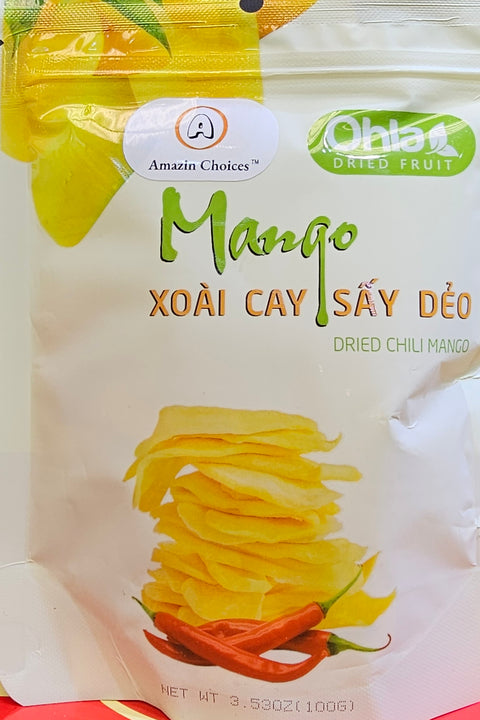 A
Amazin Choices™
Ohla
DRIED FRUIT
Mango
XOÀI CAY SẤY DẺO
DRIED CHILI MANGO
NET WT 3.53OZ(100G)